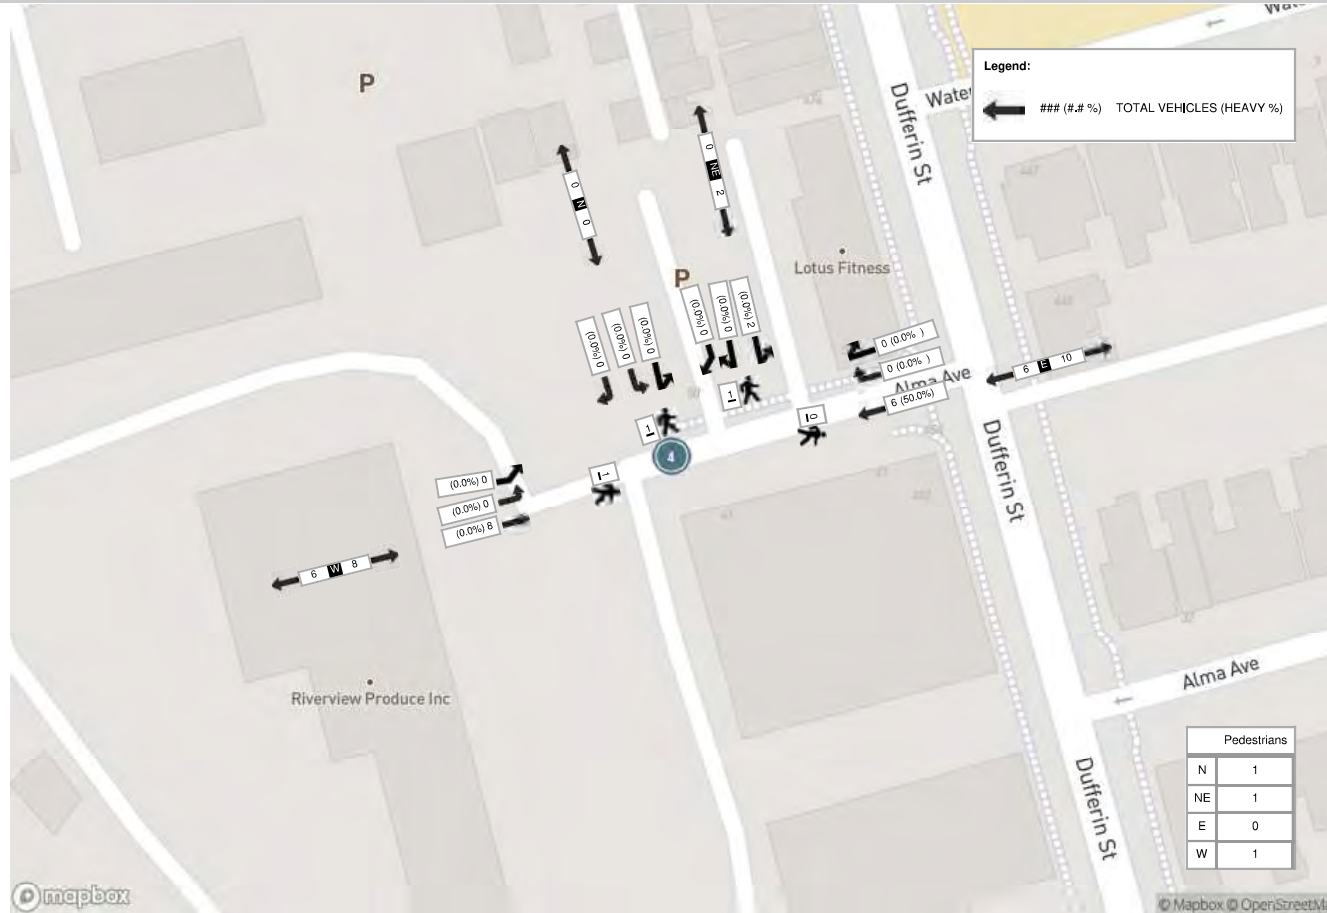 Wate
P
Legend:
### (#.# %) TOTAL VEHICLES (HEAVY %)
Dufferin St
Water
0 NE 2
0 N 0
P
Lotus Fitness
(0.0%) 0
(0.0%) 0
(0.0%) 0
(0.0%) 0
(0.0%) 0
(0.0%) 2
0 (0.0% )
0 (0.0% )
6 (50.0%)
Alma Ave
6 E 10
1
1
0
4
1
(0.0%) 0
(0.0%) 0
(0.0%) 8
Dufferin St
6 W 8
Riverview Produce Inc
Alma Ave
Dufferin St
Pedestrians
N 1
NE 1
E 0
W 1
mapbox
© Mapbox © OpenStreetMa